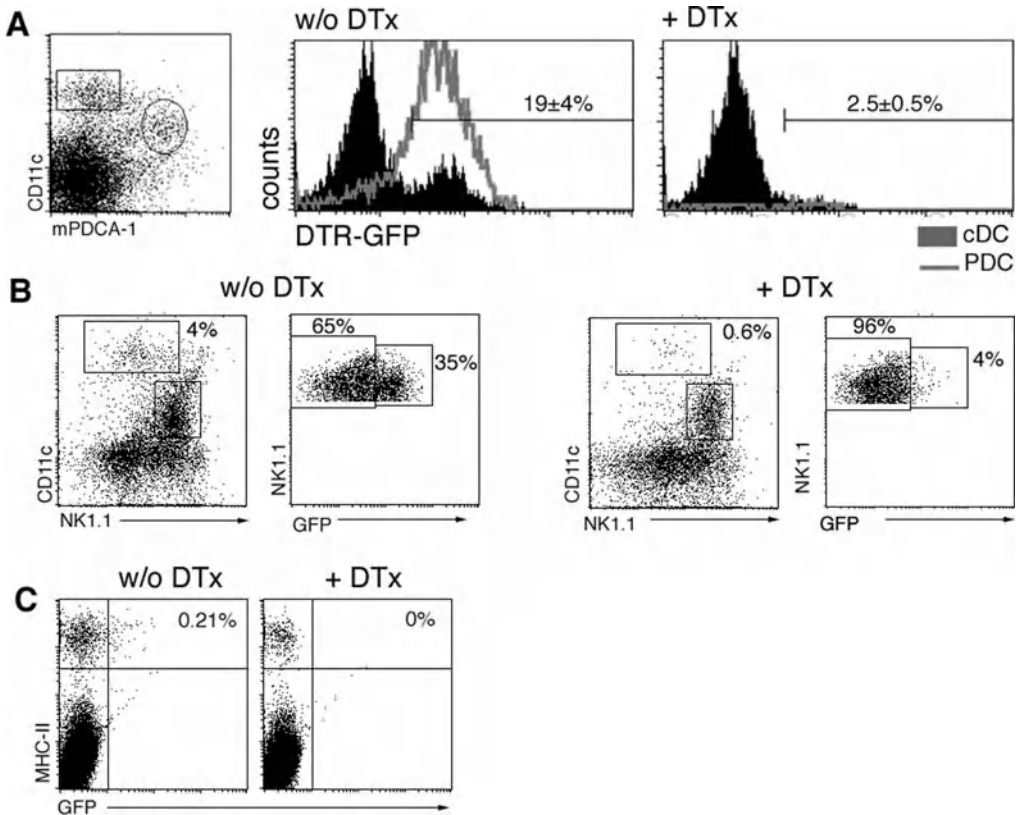 A
w/o DTx
+ DTx
CD11c
mPDCA-1
counts
19±4%
DTR-GFP
2.5±0.5%
cDC
PDC
B
w/o DTx
+ DTx
4%
CD11c
NK1.1
65%
35%
NK1.1
GFP
0.6%
CD11c
NK1.1
96%
4%
NK1.1
GFP
C
w/o DTx
+ DTx
0.21%
0%
MHC-II
GFP